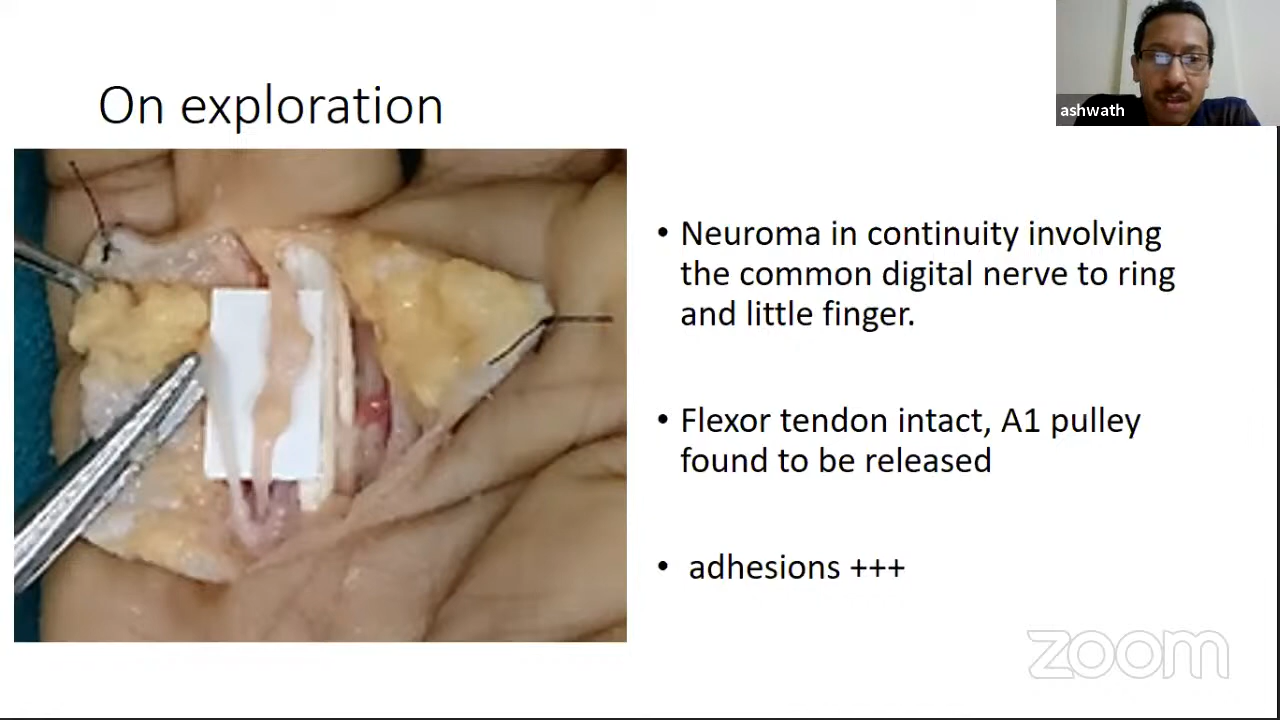 ashwath
On exploration
• Neuroma in continuity involving
the common digital nerve to ring
and little finger.
• Flexor tendon intact, A1 pulley
found to be released
• adhesions +++
zoom